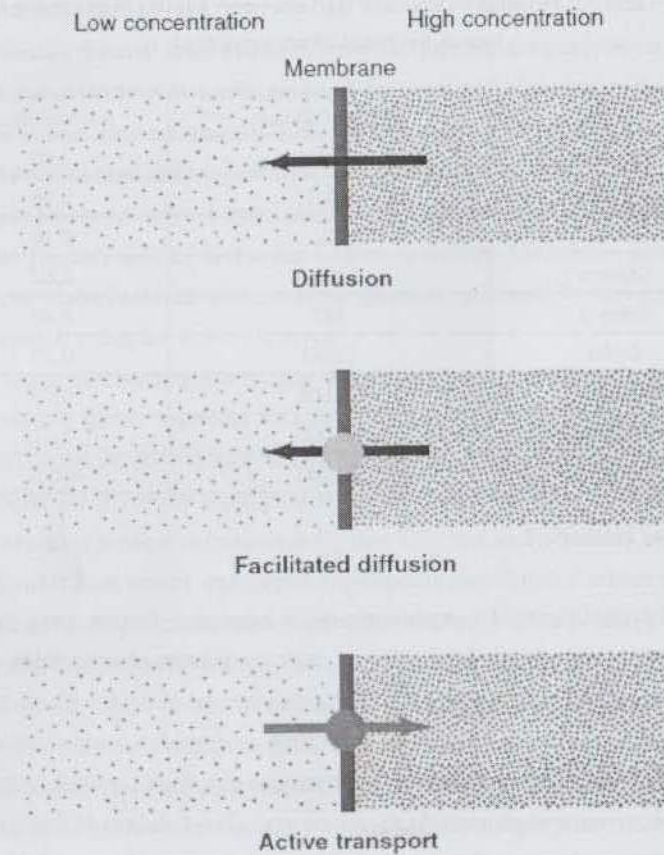 Low concentration
High concentration
Membrane
Diffusion
Facilitated diffusion
Active transport